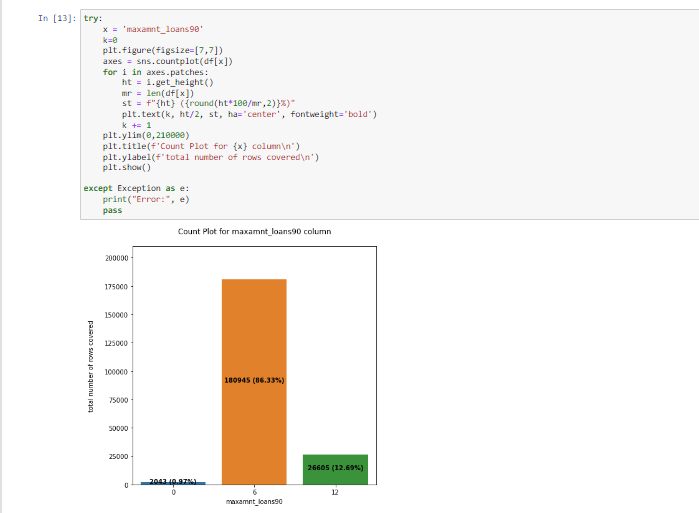 In [13]: try:
x = 'maxamnt_loans90'
k=0
plt.figure(figsize=[7,7])
axes = sns.countplot(df[x])
for i in axes.patches:
ht = i.get_height()
mr = len(df[x])
st = f"{ht} ({round(ht*100/mr,2)}%)"
plt.text(k, ht/2, st, ha='center', fontweight='bold')
k += 1
plt.ylim(0,210000)
plt.title(f'Count Plot for {x} column\n')
plt.ylabel(f'total number of rows covered\n')
plt.show()
except Exception as e:
print("Error:", e)
pass
Count Plot for maxamnt_loans90 column
total number of rows covered
200000
175000
150000
125000
100000
75000
50000
25000
0
2043 (0.97%)
180945 (86.33%)
26605 (12.69%)
0 6 12
maxamnt_loans90